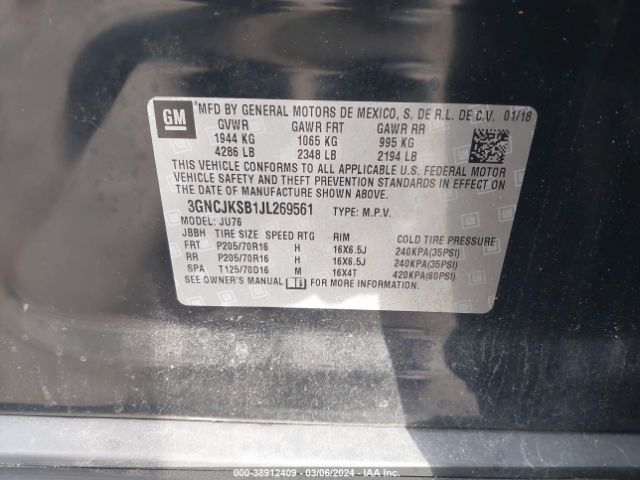 GM
MFD BY GENERAL MOTORS DE MEXICO, S. DE R.L. DE C.V. 01/18
GVWR GAWR FRT GAWR RR
1944 KG 1065 KG 995 KG
4286 LB 2348 LB 2194 LB
THIS VEHICLE CONFORMS TO ALL APPLICABLE U.S. FEDERAL MOTOR
VEHICLE SAFETY AND THEFT PREVENTION STANDARDS IN EFFECT ON THE DATE
OF MANUFACTURE
3GNCJKSB1JL269561 TYPE: M.P.V.
MODEL: JU76
JBBH TIRE SIZE SPEED RTG RIM COLD TIRE PRESSURE
FRT P205/70R16 H 16X6.5J 240KPA(35PSI)
RR P205/70R16 H 16X6.5J 240KPA(35PSI)
SPA T125/70D16 M 16X4T 420KPA(60PSI)
SEE OWNER'S MANUAL FOR MORE INFORMATION.
000-38912409 - 03/06/2024 - IAA Inc.